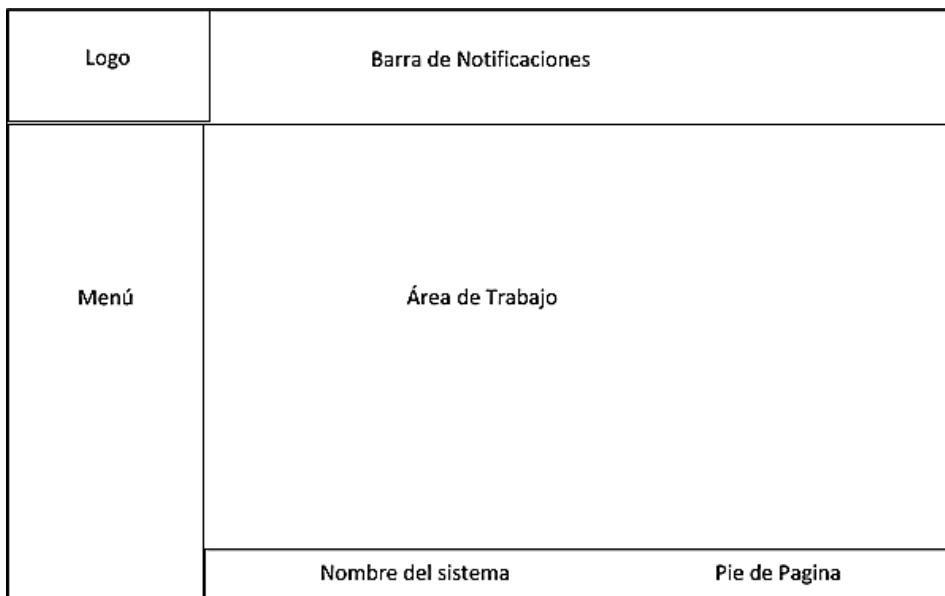 Logo
Barra de Notificaciones
Menú
Área de Trabajo
Nombre del sistema
Pie de Pagina